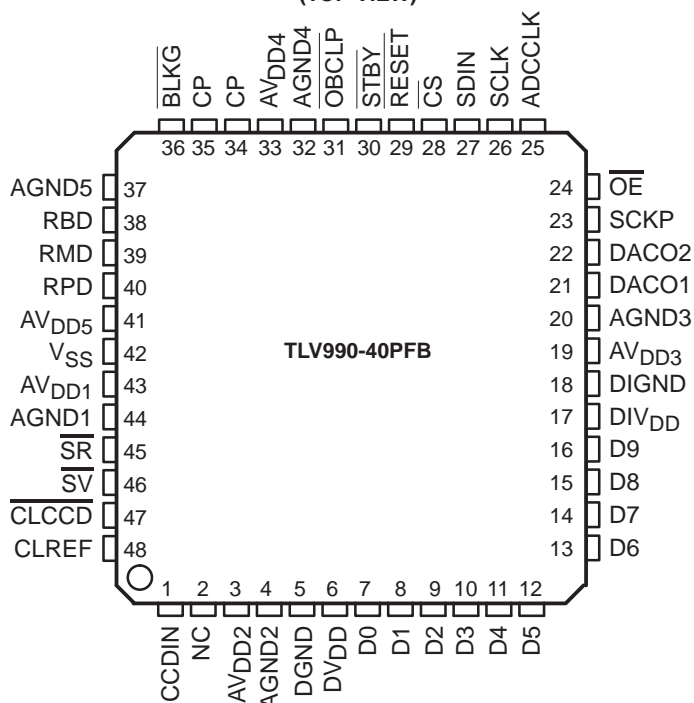 (TOP VIEW)
BLKG
CP
CP
AVDD4
AGND4
OBCLP
STBY
RESET
CS
SDIN
SCLK
ADCCLK
36 35 34 33 32 31 30 29 28 27 26 25
AGND5 37
RBD 38
RMD 39
RPD 40
AVDD5 41
VSS 42
AVDD1 43
AGND1 44
SR 45
SV 46
CLCCD 47
CLREF 48
TLV990-40PFB
24 OE
23 SCKP
22 DACO2
21 DACO1
20 AGND3
19 AVDD3
18 DIGND
17 DIVDD
16 D9
15 D8
14 D7
13 D6
1 2 3 4 5 6 7 8 9 10 11 12
CCDIN
NC
AVDD2
AGND2
DGND
DVDD
D0
D1
D2
D3
D4
D5